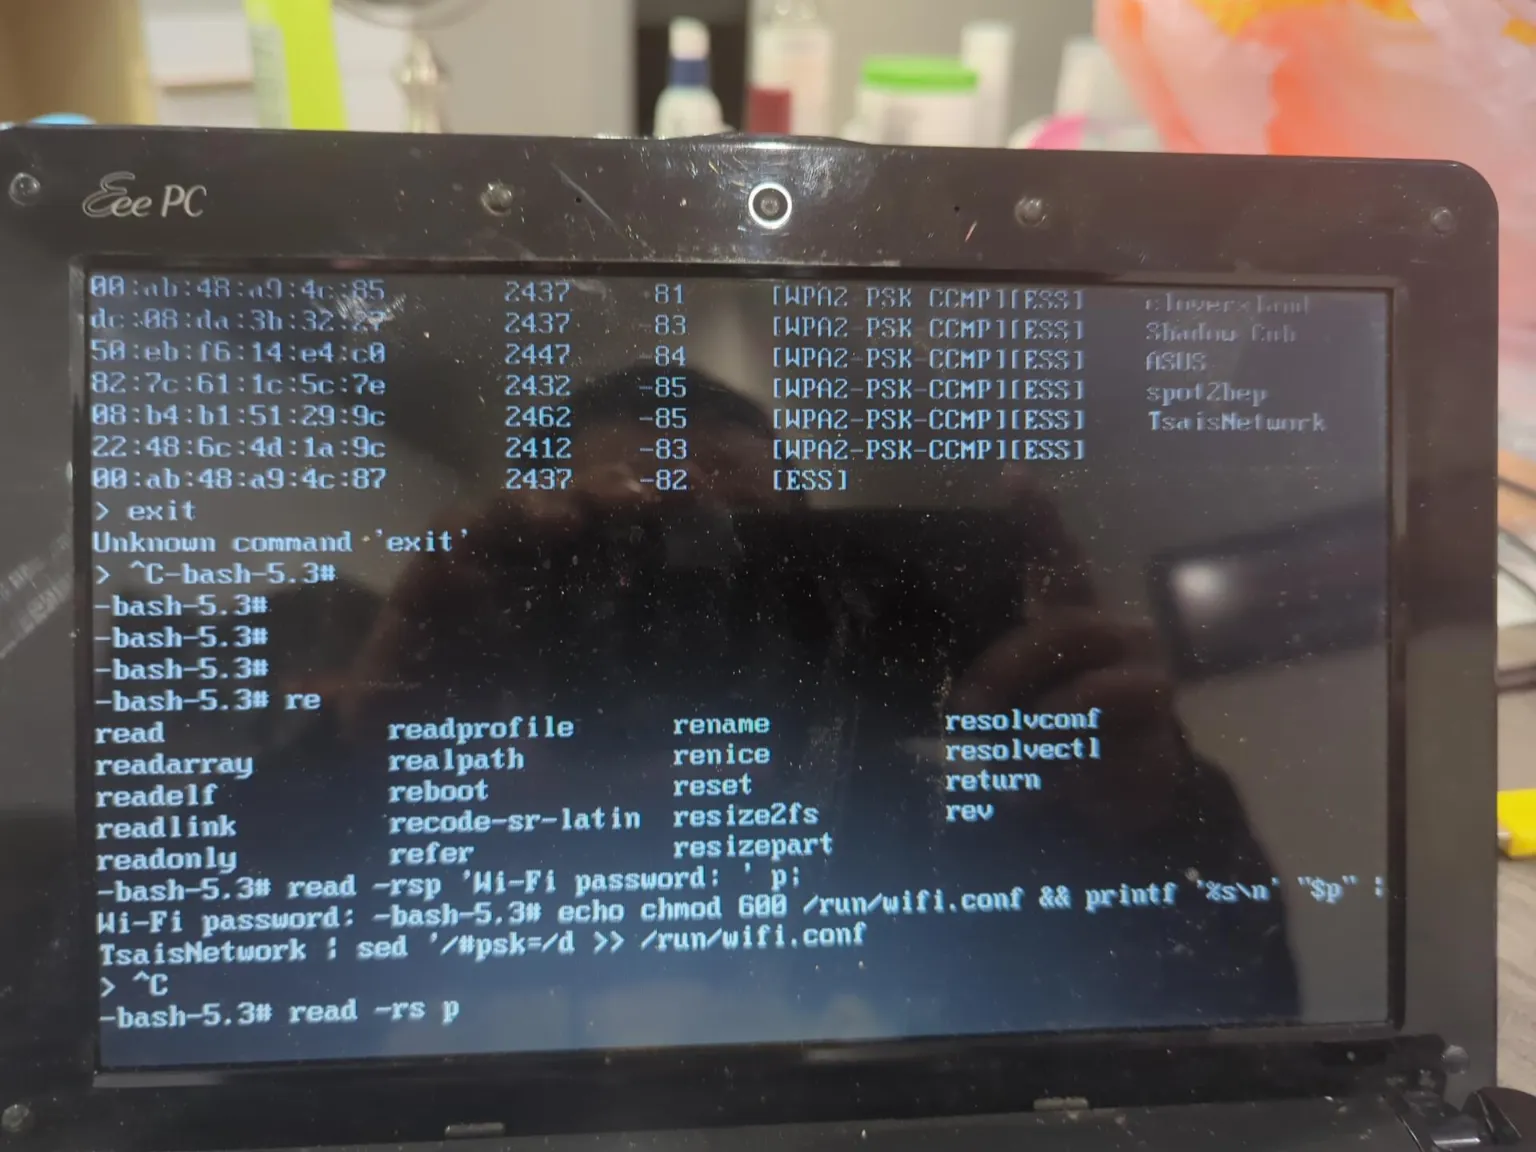 Eee PC
00:ab:48:a9:4c:85 2437 -81 [WPA2-PSK-CCMP][ESS]
dc:08:da:3b:32:27 2437 -83 [WPA2-PSK-CCMP][ESS] Shadow Cub
50:eb:f6:14:e4:c0 2447 -84 [WPA2-PSK-CCMP][ESS] ASUS
82:7c:61:1c:5c:7e 2432 -85 [WPA2-PSK-CCMP][ESS] spot2bep
08:b4:b1:51:29:9c 2462 -85 [WPA2-PSK-CCMP][ESS] TsaisNetwork
22:48:6c:4d:1a:9c 2412 -83 [WPA2-PSK-CCMP][ESS]
00:ab:48:a9:4c:87 2437 -82 [ESS]
> exit
Unknown command 'exit'
> ^C-bash-5.3#
-bash-5.3#
-bash-5.3#
-bash-5.3#
-bash-5.3# re
read readprofile rename resolvconf
readarray realpath renice resolvectl
readelf reboot reset return
readlink recode-sr-latin resize2fs rev
readonly refer resizepart
-bash-5.3# read -rsp 'Wi-Fi password: ' p;
Wi-Fi password: -bash-5.3# echo chmod 600 /run/wifi.conf && printf '%s\n' "$p" |
TsaisNetwork | sed '/#psk=/d >> /run/wifi.conf
> ^C
-bash-5.3# read -rs p